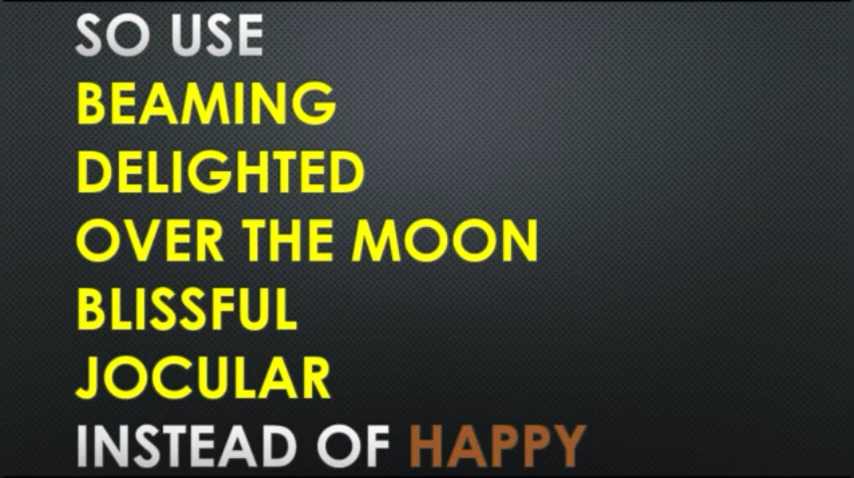 SO USE
BEAMING
DELIGHTED
OVER THE MOON
BLISSFUL
JOCULAR
INSTEAD OF HAPPY